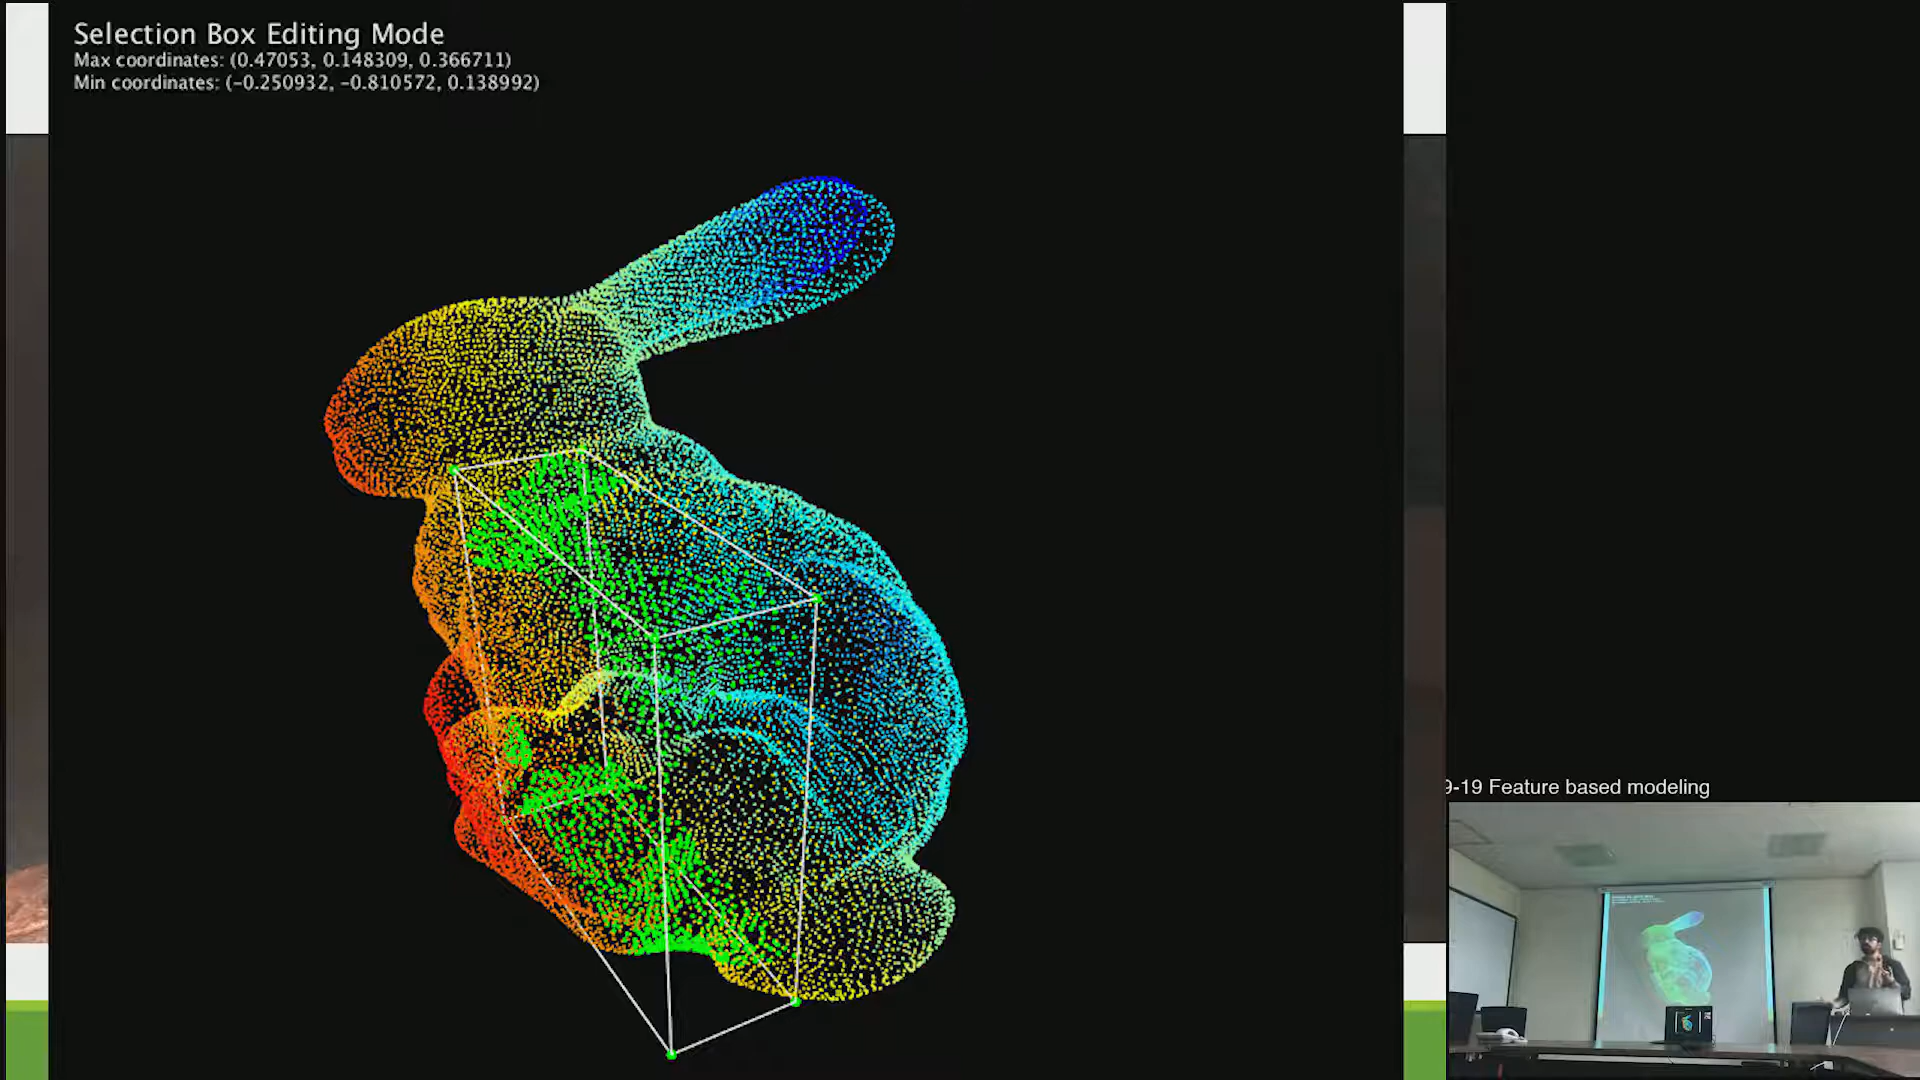 Selection Box Editing Mode
Max coordinates: (0.47053, 0.148309, 0.366711)
Min coordinates: (-0.250932, -0.810572, 0.138992)
9-19 Feature based modeling